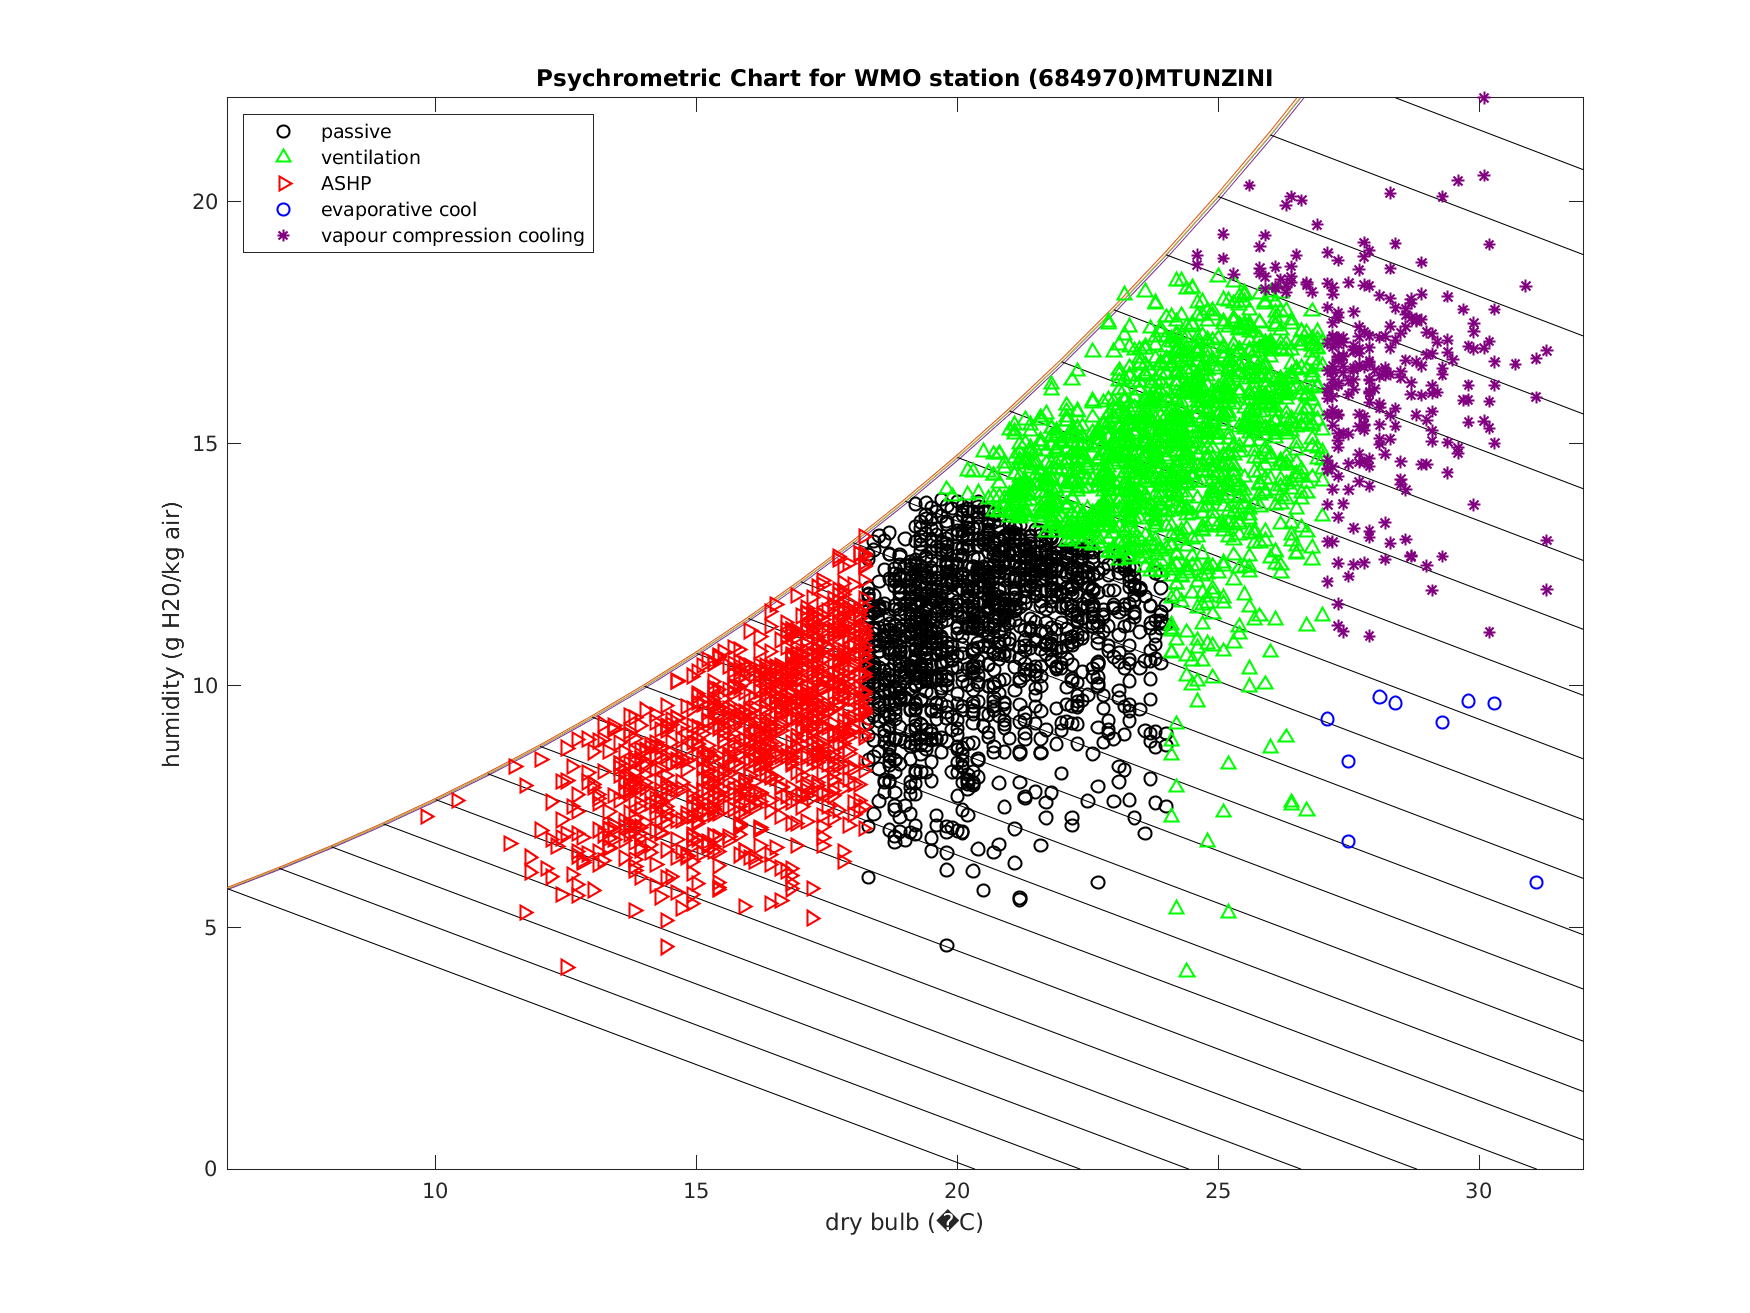 Psychrometric Chart for WMO station (684970)MTUNZINI
passive
ventilation
ASHP
evaporative cool
vapour compression cooling
humidity (g H20/kg air)
20
15
10
5
0
10 15 20 25 30
dry bulb (�C)